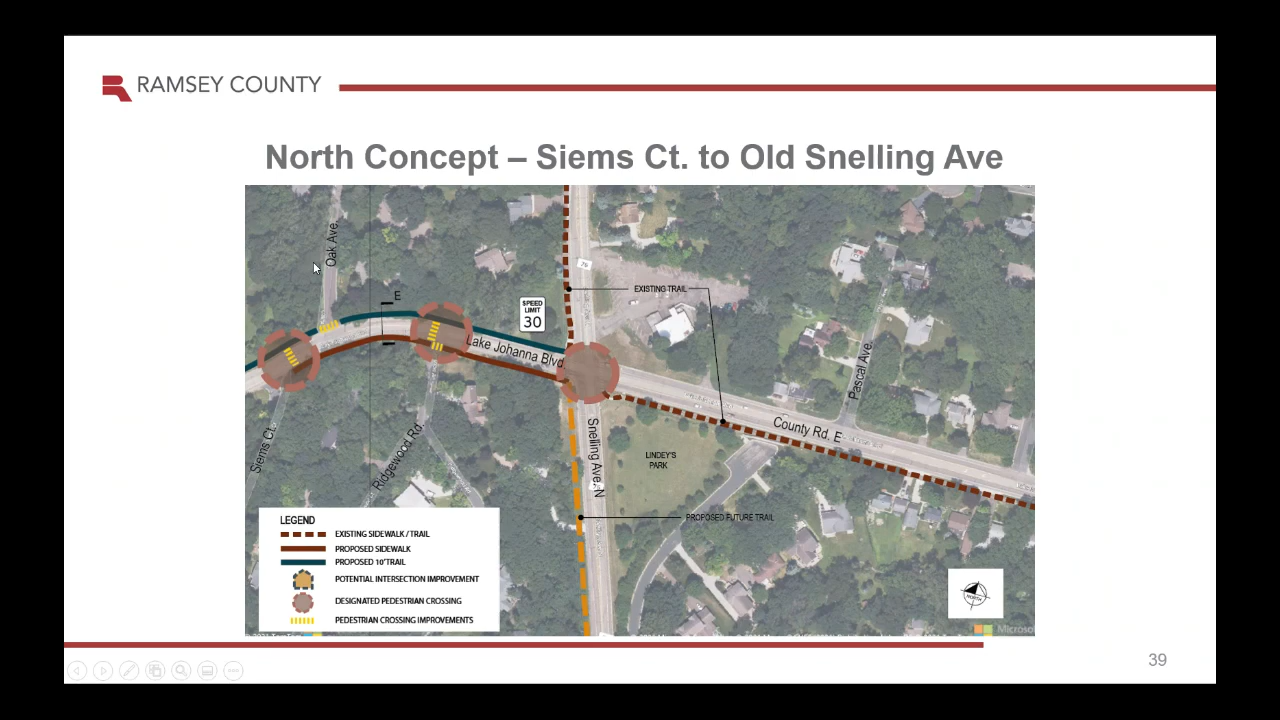 RAMSEY COUNTY
North Concept – Siems Ct. to Old Snelling Ave
Oak Ave.
E
SPEED
LIMIT
30
76
EXISTING TRAIL
Lake Johanna Blvd.
Pascal Ave.
County Rd. E
Siems Ct.
Ridgewood Rd.
Snelling Ave. N
LINDEY'S
PARK
PROPOSED FUTURE TRAIL
LEGEND
EXISTING SIDEWALK / TRAIL
PROPOSED SIDEWALK
PROPOSED 10' TRAIL
POTENTIAL INTERSECTION IMPROVEMENT
DESIGNATED PEDESTRIAN CROSSING
PEDESTRIAN CROSSING IMPROVEMENTS
NORTH
Microso
39